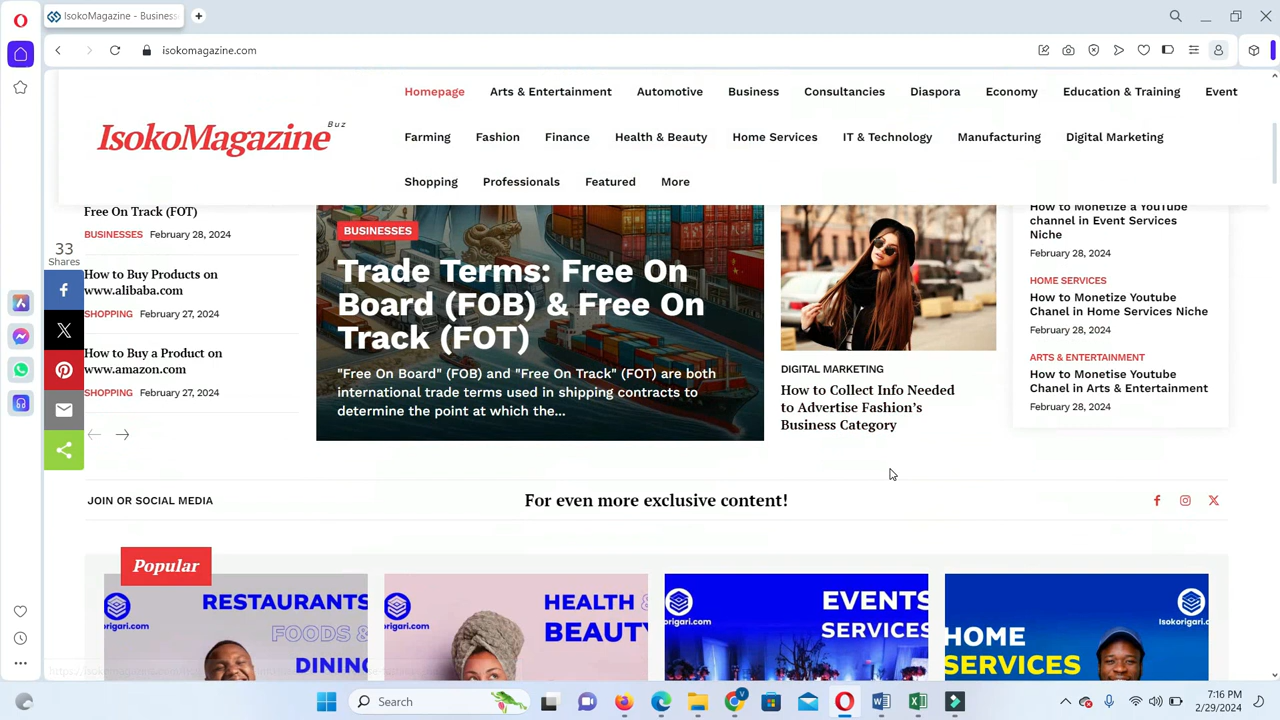 IsokoMagazine - Business
isokomagazine.com
Homepage
Arts & Entertainment
Automotive
Business
Consultancies
Diaspora
Economy
Education & Training
Event
IsokoMagazine
Buz
Farming
Fashion
Finance
Health & Beauty
Home Services
IT & Technology
Manufacturing
Digital Marketing
Shopping
Professionals
Featured
More
33
Shares
Free On Track (FOT)
BUSINESSES February 28, 2024
How to Buy Products on
www.alibaba.com
SHOPPING February 27, 2024
How to Buy a Product on
www.amazon.com
SHOPPING February 27, 2024
BUSINESSES
Trade Terms: Free On
Board (FOB) & Free On
Track (FOT)
"Free On Board" (FOB) and "Free On Track" (FOT) are both
international trade terms used in shipping contracts to
determine the point at which the...
DIGITAL MARKETING
How to Collect Info Needed
to Advertise Fashion's
Business Category
How to Monetize a YouTube
channel in Event Services
Niche
February 28, 2024
HOME SERVICES
How to Monetize Youtube
Chanel in Home Services Niche
February 28, 2024
ARTS & ENTERTAINMENT
How to Monetise Youtube
Chanel in Arts & Entertainment
February 28, 2024
JOIN OR SOCIAL MEDIA
For even more exclusive content!
Popular
origari.com
RESTAURANTS
FOODS &
DINING
origari.com
HEALTH &
BEAUTY
origari.com
EVENTS
SERVICES
Isokorigari.com
HOME
SERVICES
Search
7:16 PM
2/29/2024